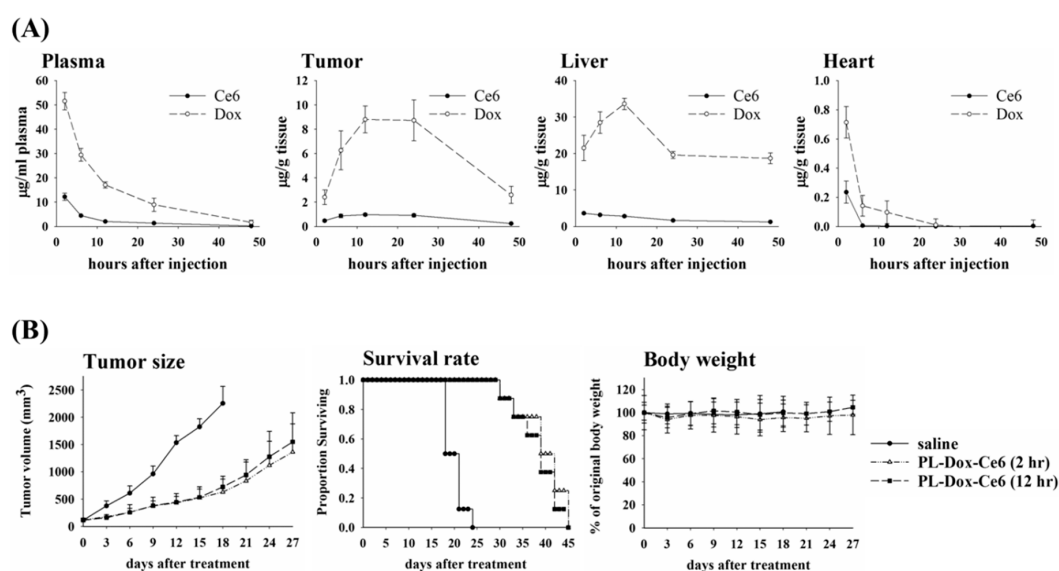 (A)
Plasma
Tumor
Liver
Heart
60
50
40
30
20
10
0
µg/ml plasma
Ce6
Dox
0 10 20 30 40 50
hours after injection
12
10
8
6
4
2
0
µg/g tissue
Ce6
Dox
0 10 20 30 40 50
hours after injection
40
30
20
10
0
µg/g tissue
Ce6
Dox
0 10 20 30 40 50
hours after injection
1.0
0.8
0.6
0.4
0.2
0.0
µg/g tissue
Ce6
Dox
0 10 20 30 40 50
hours after injection
(B)
Tumor size
Survival rate
Body weight
2500
2000
1500
1000
500
0
Tumor volume (mm³)
0 3 6 9 12 15 18 21 24 27
days after treatment
1.0
0.8
0.6
0.4
0.2
0.0
Proportion Surviving
0 5 10 15 20 25 30 35 40 45
days after treatment
120
100
80
60
40
20
0
% of original body weight
0 3 6 9 12 15 18 21 24 27
days after treatment
saline
PL-Dox-Ce6 (2 hr)
PL-Dox-Ce6 (12 hr)